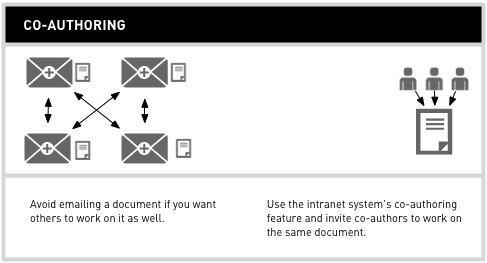 CO-AUTHORING
Avoid emailing a document if you want
others to work on it as well.
Use the intranet system's co-authoring
feature and invite co-authors to work on
the same document.